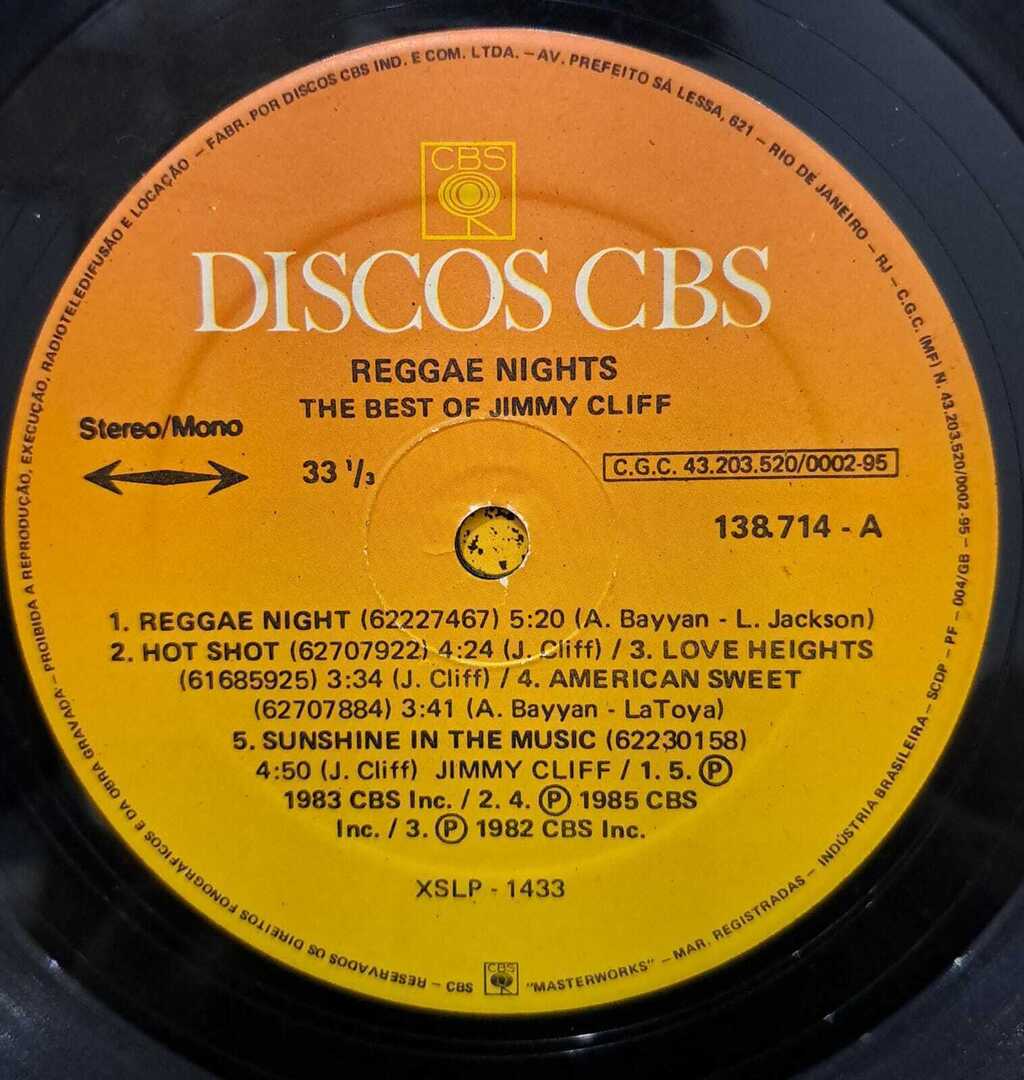 FABR. POR DISCOS CBS IND. E COM. LTDA. – AV. PREFEITO SÁ LESSA, 621 – RIO DE JANEIRO – RJ – C.G.C. (MF) N. 43.203.520/0002-95 – BG/400 – PF – SCDP – INDÚSTRIA BRASILEIRA
CBS
DISCOS CBS
REGGAE NIGHTS
THE BEST OF JIMMY CLIFF
Stereo/Mono
33 1/3
C.G.C. 43.203.520/0002-95
138.714 - A
1. REGGAE NIGHT (62227467) 5:20 (A. Bayyan - L. Jackson)
2. HOT SHOT (62707922) 4:24 (J. Cliff) / 3. LOVE HEIGHTS
(61685925) 3:34 (J. Cliff) / 4. AMERICAN SWEET
(62707884) 3:41 (A. Bayyan - LaToya)
5. SUNSHINE IN THE MUSIC (62230158)
4:50 (J. Cliff) JIMMY CLIFF / 1. 5. Ⓟ
1983 CBS Inc. / 2. 4. Ⓟ 1985 CBS
Inc. / 3. Ⓟ 1982 CBS Inc.
XSLP - 1433
CBS CBS "MASTERWORKS" – MAR. REGISTRADAS –
RESERVADOS OS DIREITOS FONOGRÁFICOS E DA OBRA GRAVADA – PROIBIDA A REPRODUÇÃO, EXECUÇÃO, RADIOTELEDIFUSÃO E LOCAÇÃO –